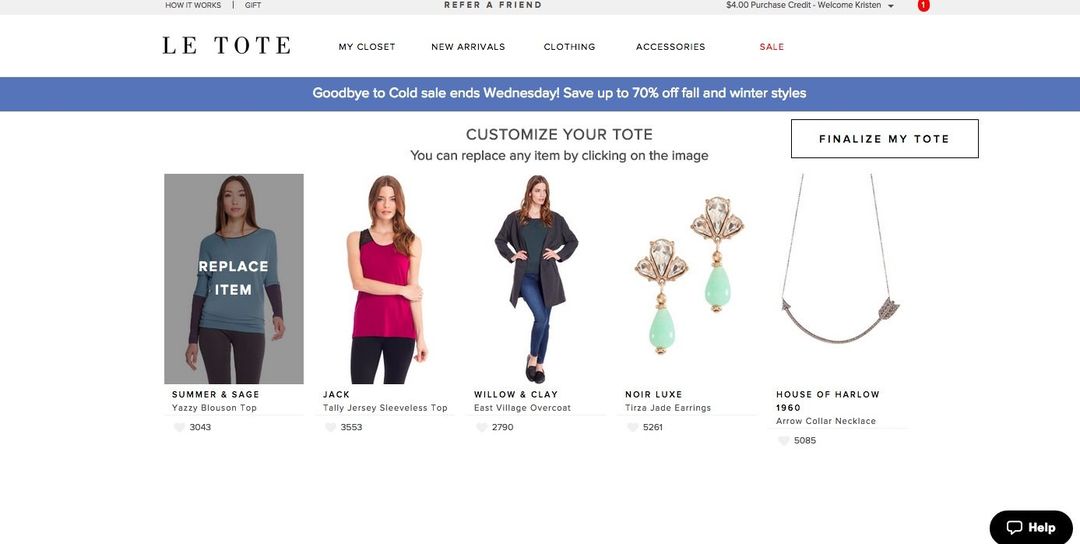 HOW IT WORKS | GIFT
REFER A FRIEND
$4.00 Purchase Credit - Welcome Kristen
1
LE TOTE
MY CLOSET
NEW ARRIVALS
CLOTHING
ACCESSORIES
SALE
Goodbye to Cold sale ends Wednesday! Save up to 70% off fall and winter styles
CUSTOMIZE YOUR TOTE
You can replace any item by clicking on the image
FINALIZE MY TOTE
REPLACE
ITEM
SUMMER & SAGE
Yazzy Blouson Top
3043
JACK
Tally Jersey Sleeveless Top
3553
WILLOW & CLAY
East Village Overcoat
2790
NOIR LUXE
Tirza Jade Earrings
5261
HOUSE OF HARLOW
1960
Arrow Collar Necklace
5085
Help